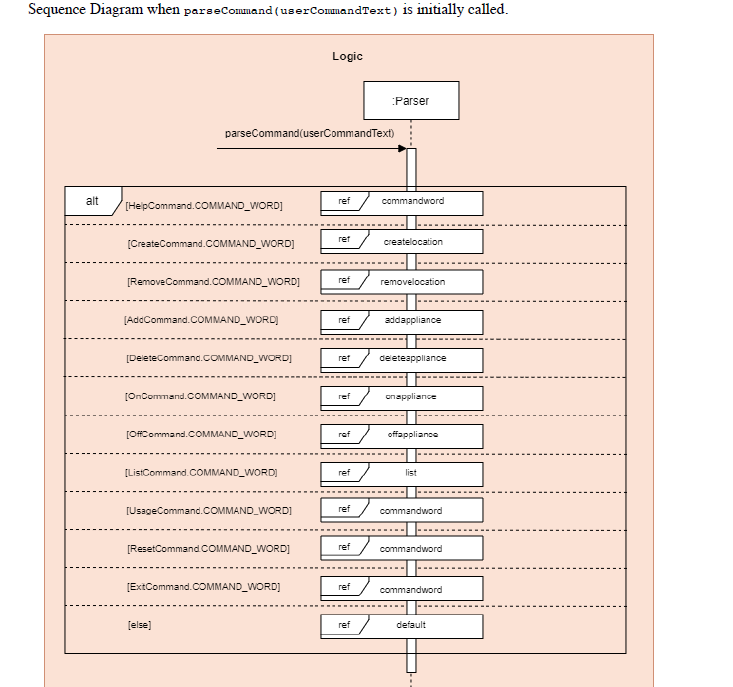 Sequence Diagram when parseCommand(userCommandText) is initially called.
Logic
:Parser
parseCommand(userCommandText)
alt
[HelpCommand.COMMAND_WORD] ref commandword
[CreateCommand.COMMAND_WORD] ref createlocation
[RemoveCommand.COMMAND_WORD] ref removelocation
[AddCommand.COMMAND_WORD] ref addappliance
[DeleteCommand.COMMAND_WORD] ref deleteappliance
[OnCommand.COMMAND_WORD] ref onappliance
[OffCommand.COMMAND_WORD] ref offappliance
[ListCommand.COMMAND_WORD] ref list
[UsageCommand.COMMAND_WORD] ref commandword
[ResetCommand.COMMAND_WORD] ref commandword
[ExitCommand.COMMAND_WORD] ref commandword
[else] ref default